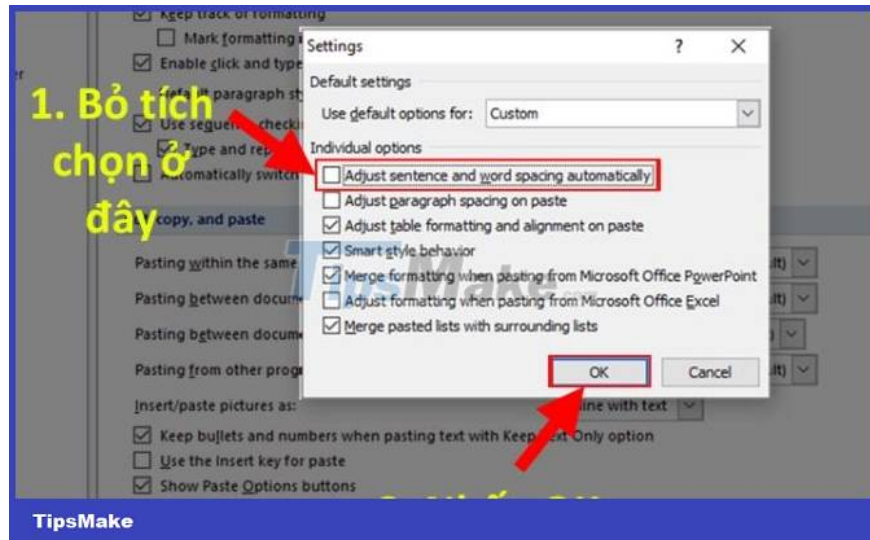 Keep track of formatting
Mark formatting
Settings ? ×
Enable click and type
Default settings
paragraph
Use default options for: Custom
1. Bỏ tích
chọn ở
đây
Use
Individual options
Type and
Adjust sentence and word spacing automatically
Automatically switch
Adjust paragraph spacing on paste
copy, and paste
Adjust table formatting and alignment on paste
Smart style behavior
TipsMake
.com
Pasting within the same
Merge formatting when pasting from Microsoft Office PowerPoint
Pasting between
Adjust formatting when pasting from Microsoft Office Excel
Pasting between
Merge pasted lists with surrounding lists
Pasting from other
OK Cancel
Insert/paste pictures as: line with text
Keep bullets and numbers when pasting text with Keep Text Only option
Use the Insert key for paste
Show Paste Options buttons
TipsMake